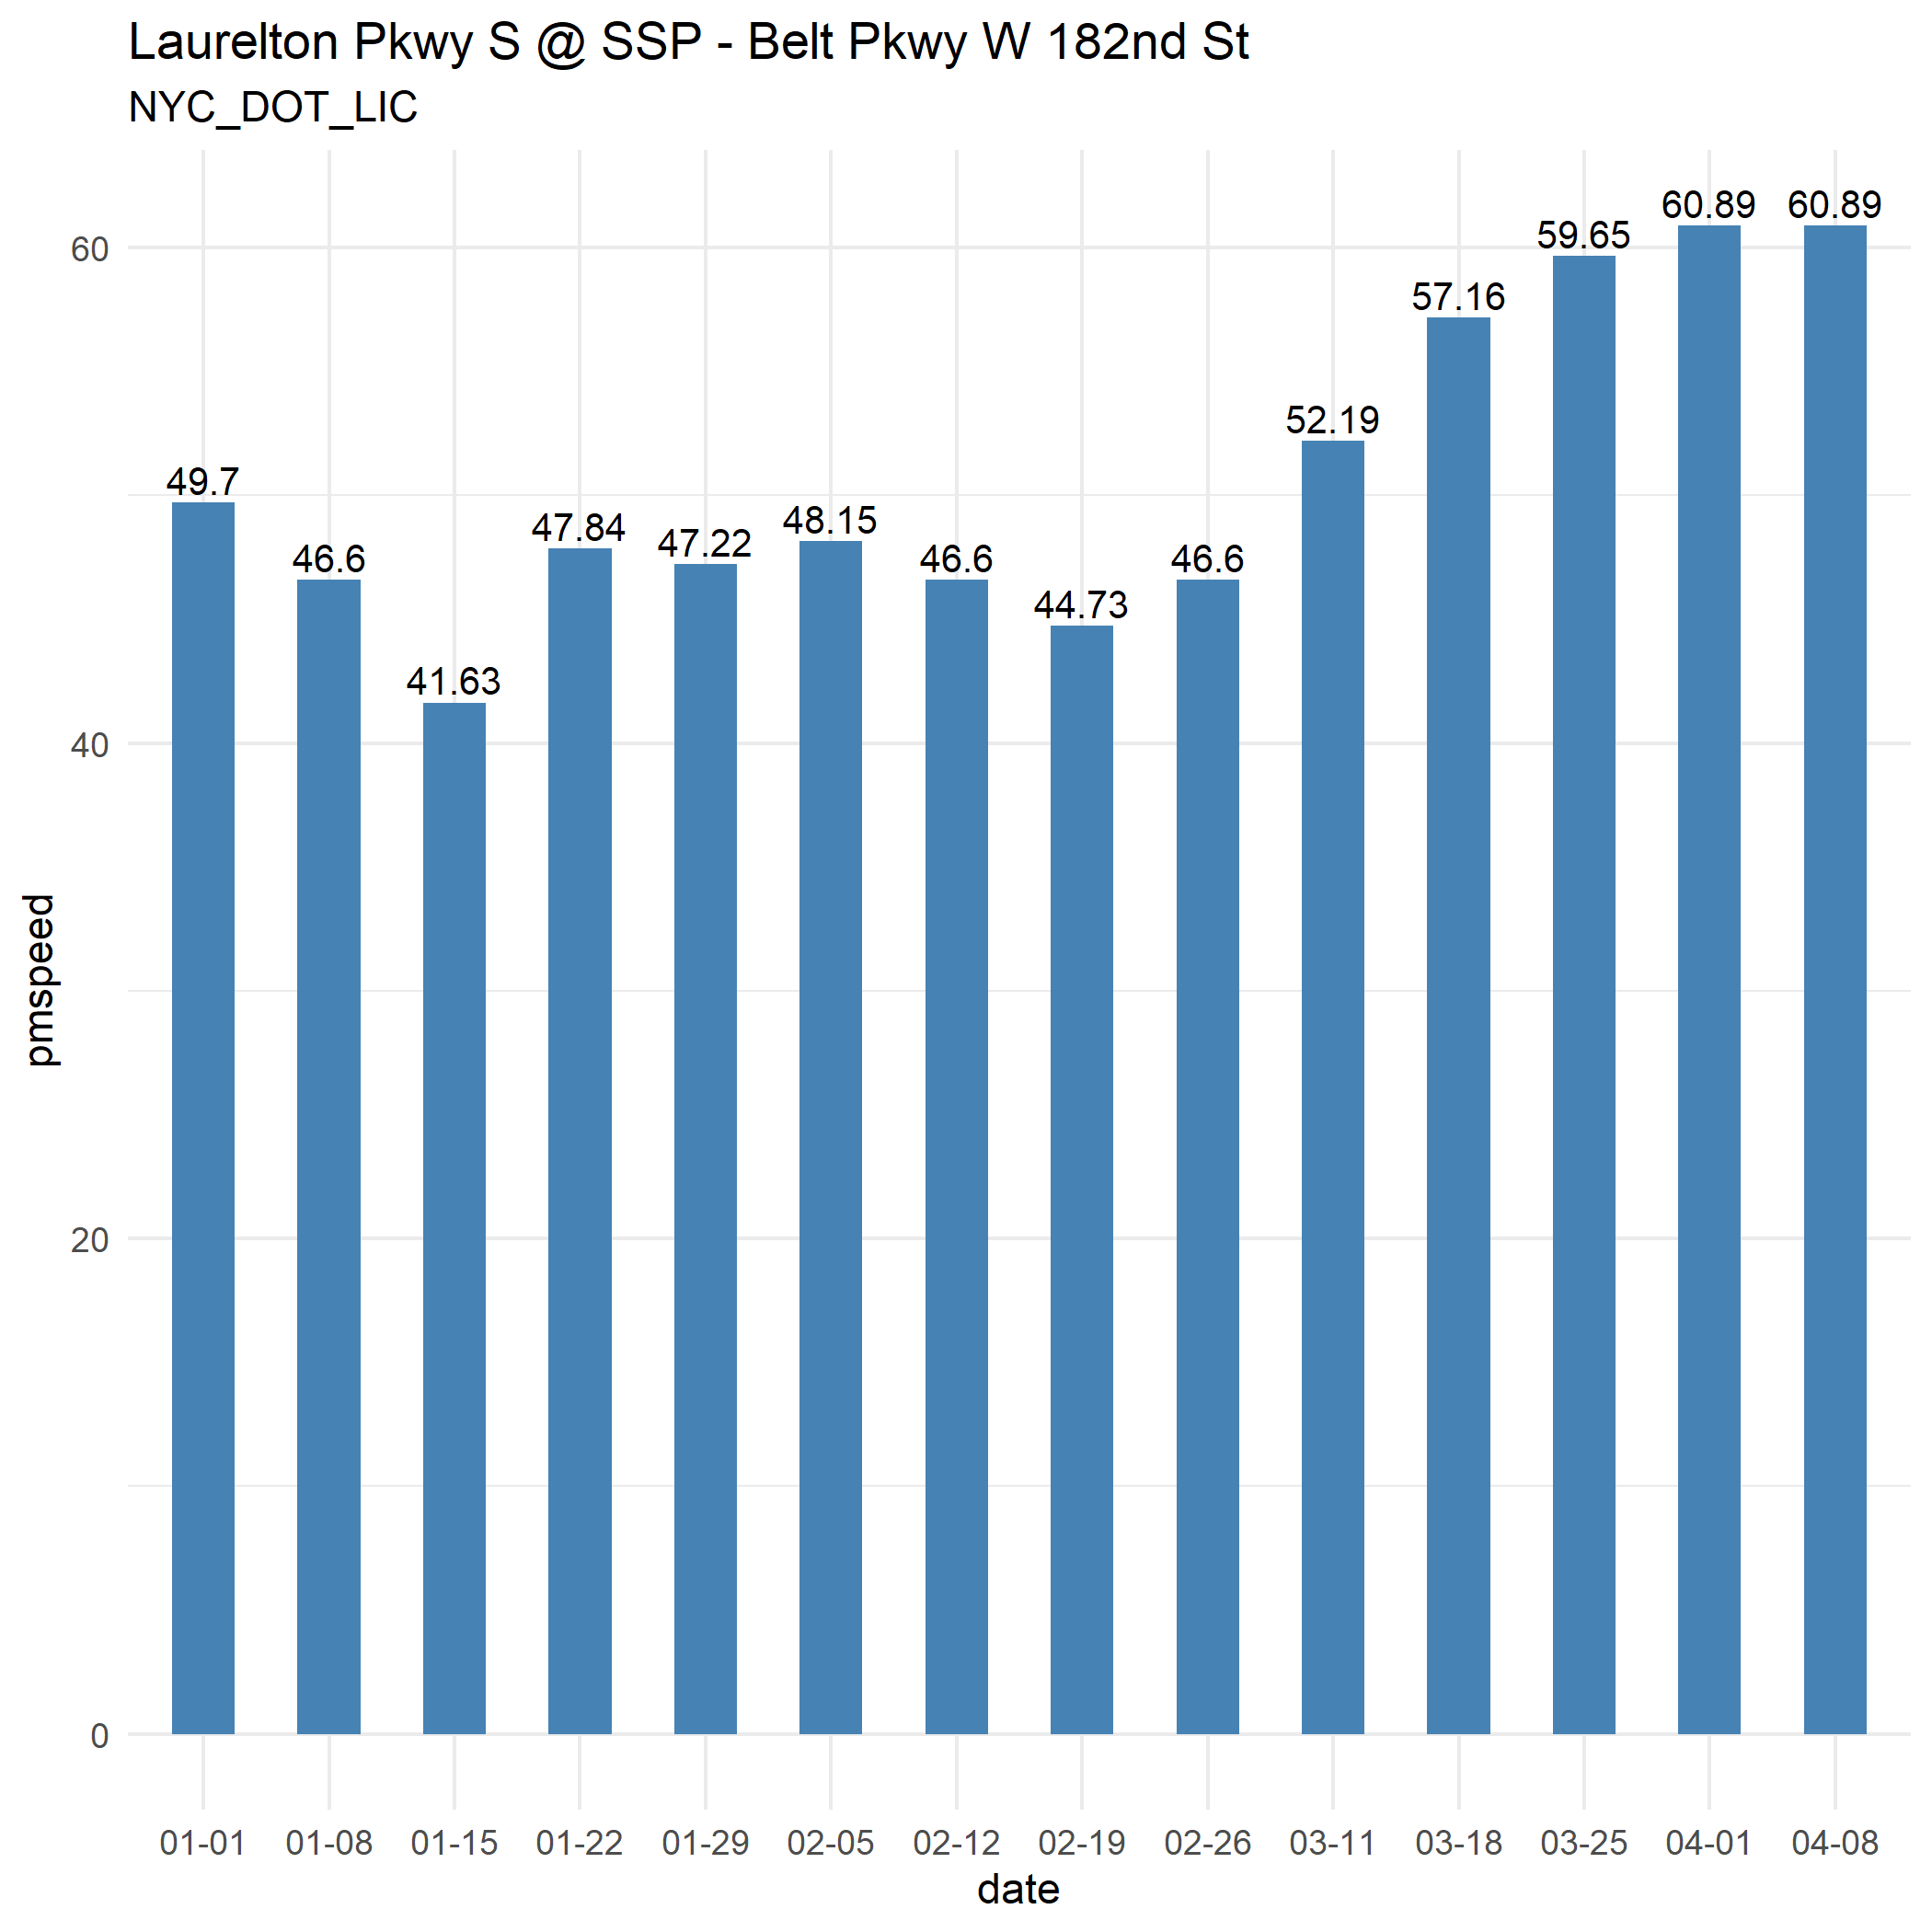 Laurelton Pkwy S @ SSP - Belt Pkwy W 182nd St
NYC_DOT_LIC
60.89 60.89
59.65
57.16
52.19
49.7
48.15
47.84
47.22
46.6 46.6 46.6
44.73
41.63
60
40
20
0
pmspeed
01-01 01-08 01-15 01-22 01-29 02-05 02-12 02-19 02-26 03-11 03-18 03-25 04-01 04-08
date